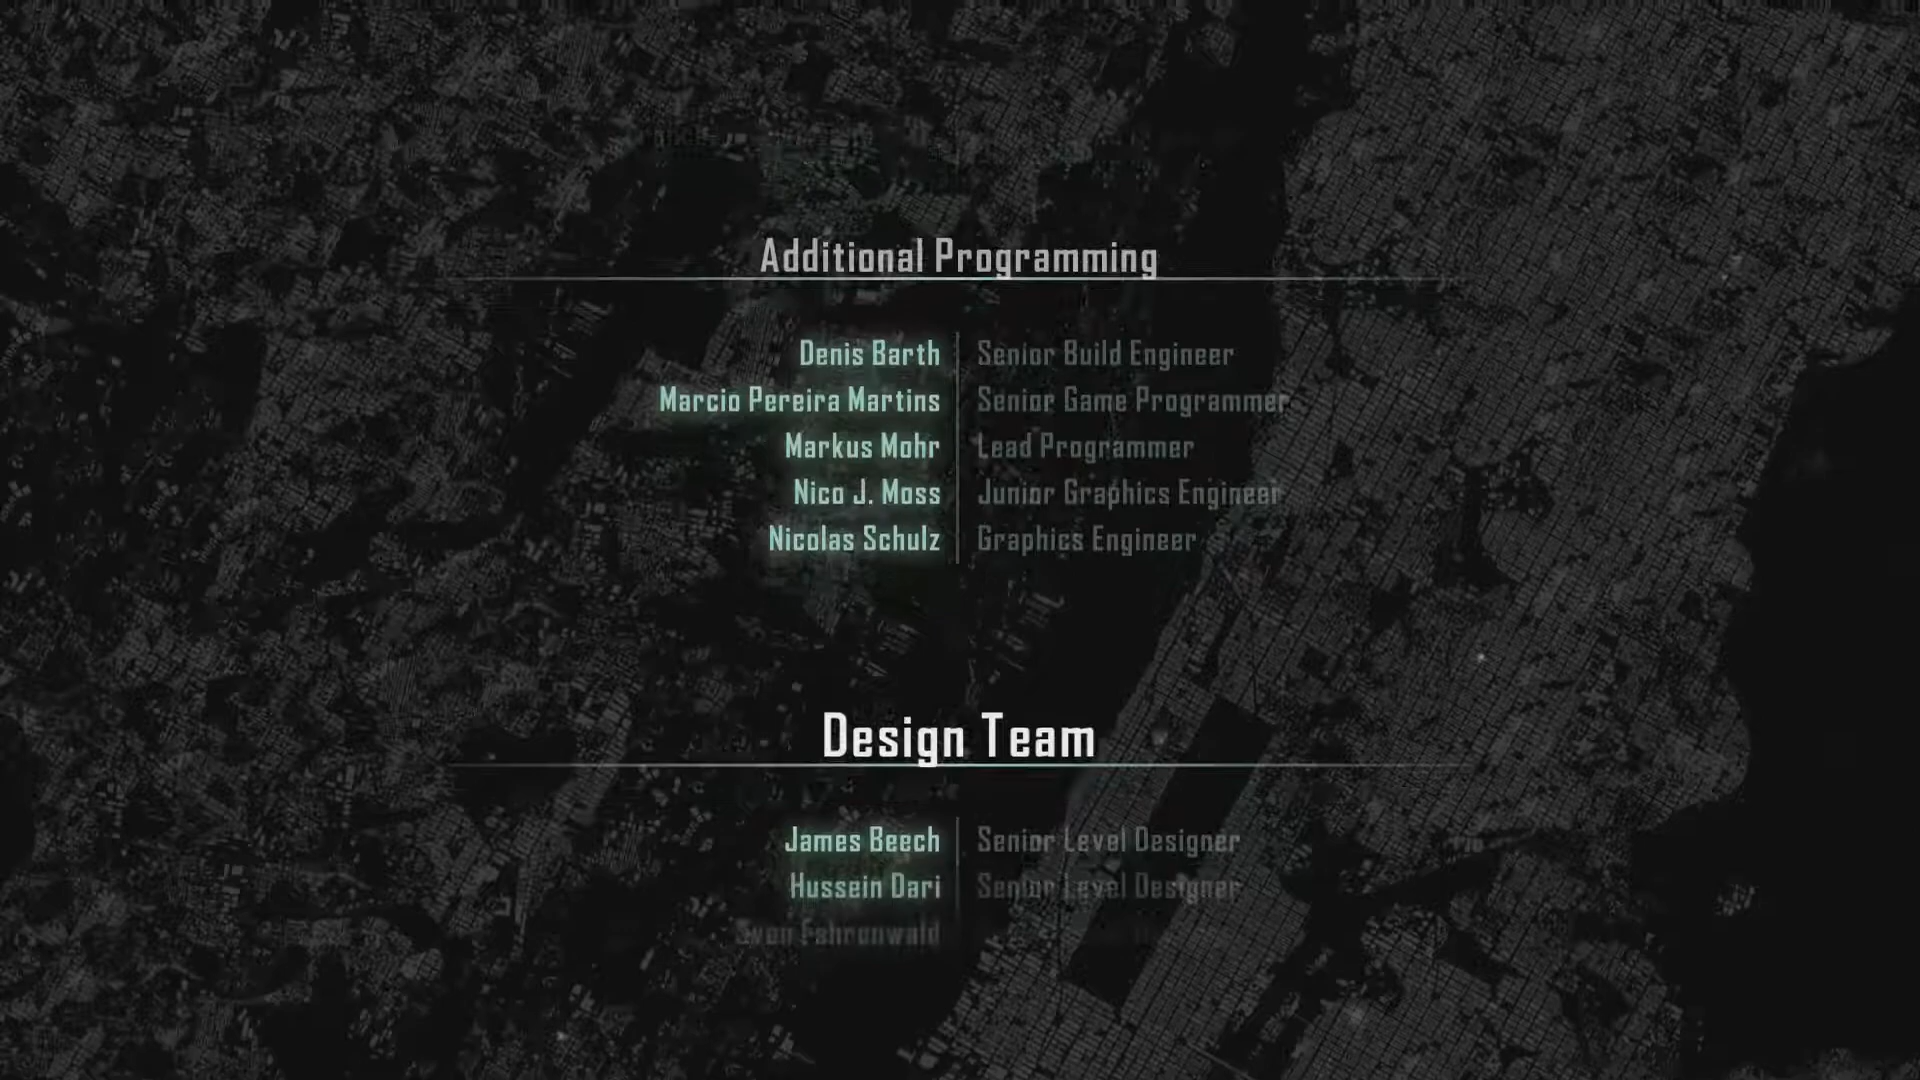 Additional Programming
Denis Barth Senior Build Engineer
Marcio Pereira Martins Senior Game Programmer
Markus Mohr Lead Programmer
Nico J. Moss Junior Graphics Engineer
Nicolas Schulz Graphics Engineer
Design Team
James Beech Senior Level Designer
Hussein Dari Senior Level Designer
Sven Fahrenwald